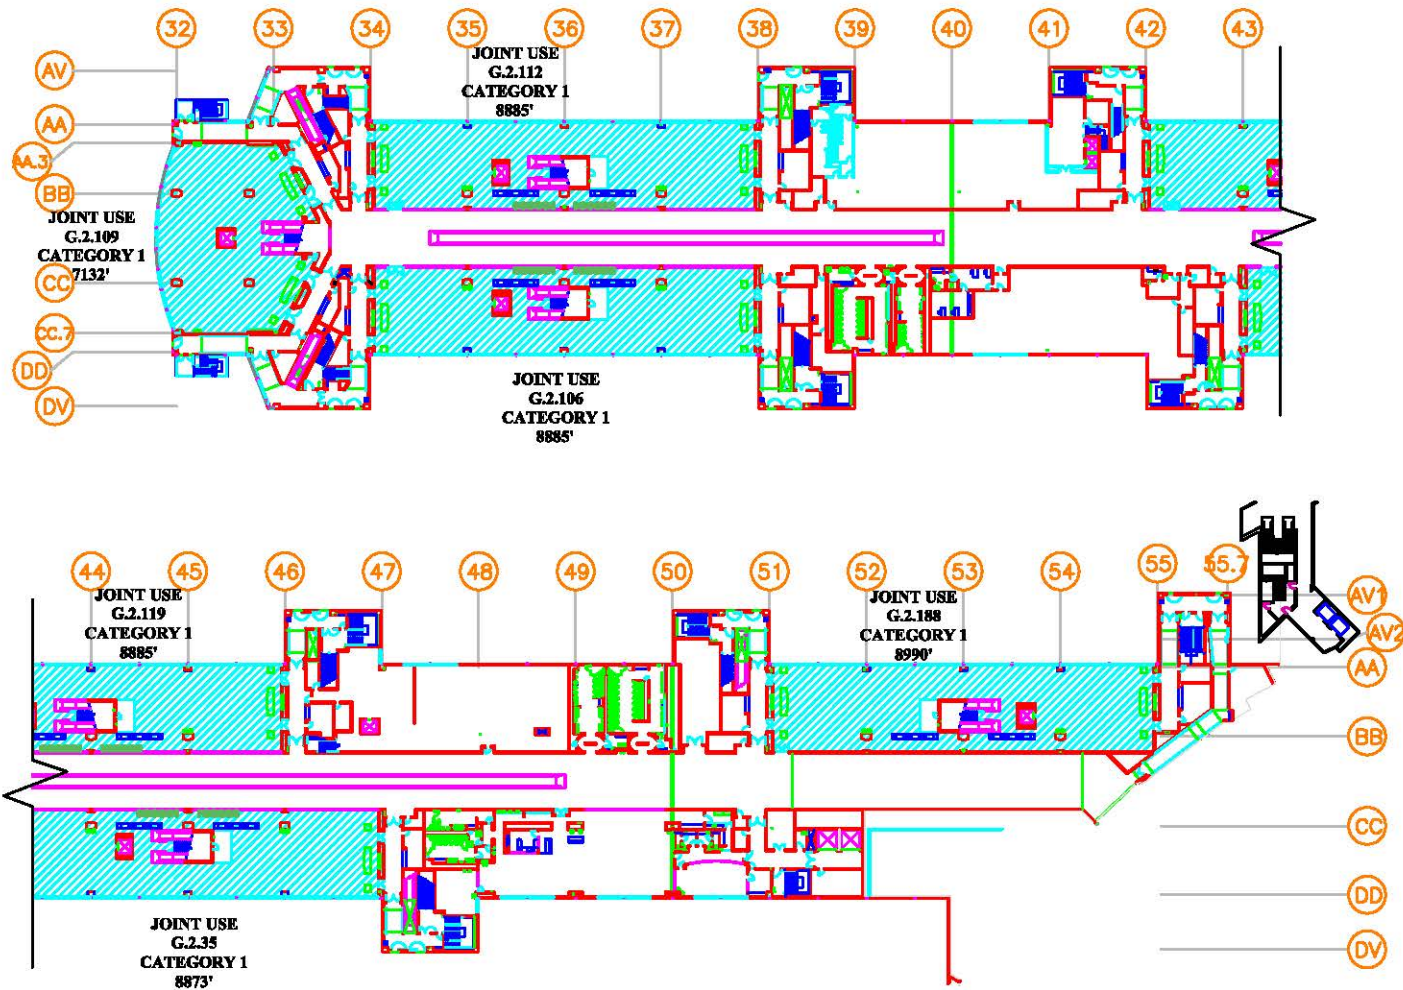 32 33 34 35 36 37 38 39 40 41 42 43
AV
AA
AA.3
BB
CC
CC.7
DD
DV
JOINT USE
G.2.112
CATEGORY 1
8885'
JOINT USE
G.2.109
CATEGORY 1
7132'
JOINT USE
G.2.106
CATEGORY 1
8885'
44 45 46 47 48 49 50 51 52 53 54 55 55.7
JOINT USE
G.2.119
CATEGORY 1
8885'
JOINT USE
G.2.188
CATEGORY 1
8990'
AV1
AV2
AA
BB
CC
DD
DV
JOINT USE
G.2.35
CATEGORY 1
8873'